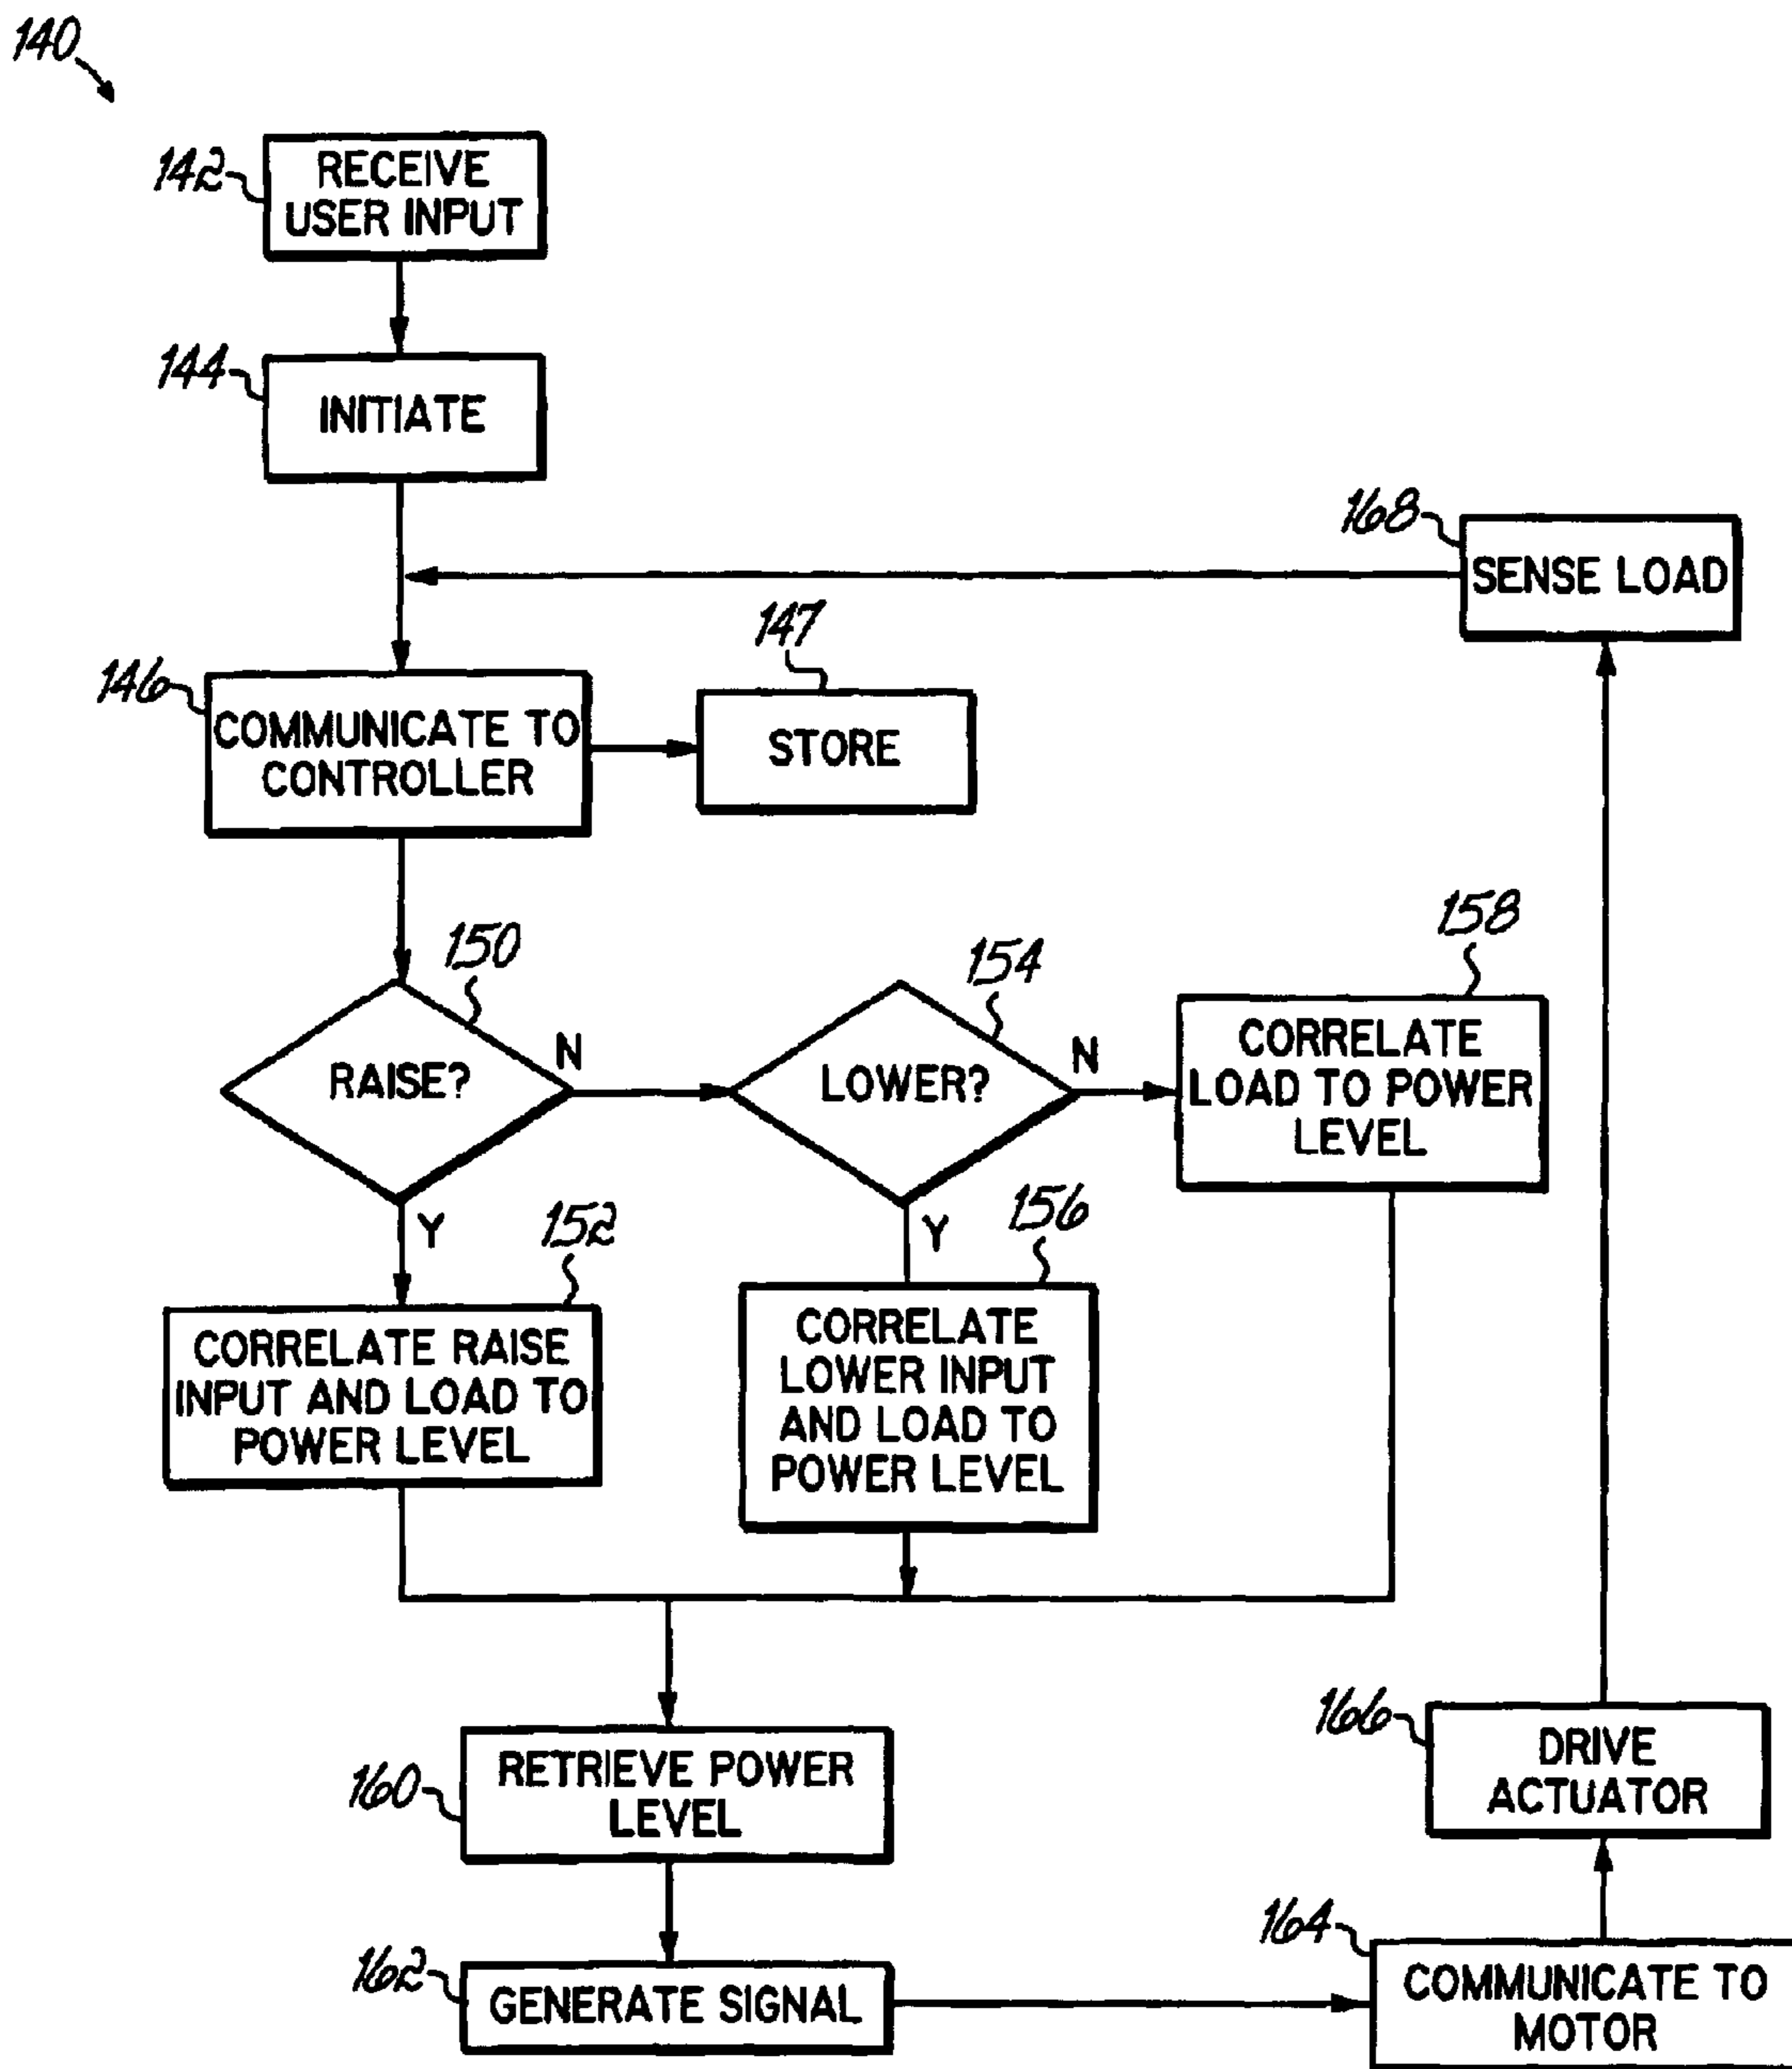 140
142
RECEIVE
USER INPUT
144
INITIATE
168
SENSE LOAD
146
COMMUNICATE TO
CONTROLLER
147
STORE
150
RAISE?
N
Y
154
LOWER?
N
Y
158
CORRELATE
LOAD TO POWER
LEVEL
152
CORRELATE RAISE
INPUT AND LOAD TO
POWER LEVEL
156
CORRELATE
LOWER INPUT
AND LOAD TO
POWER LEVEL
160
RETRIEVE POWER
LEVEL
166
DRIVE
ACTUATOR
162
GENERATE SIGNAL
164
COMMUNICATE TO
MOTOR